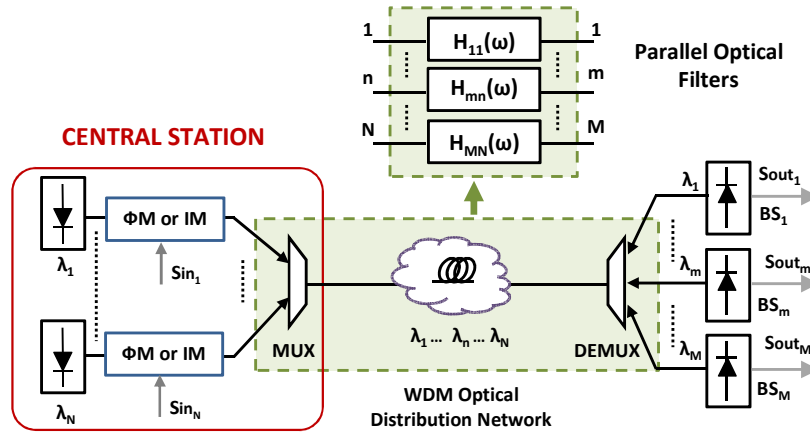 1
H11(ω)
1
n
Hmn(ω)
m
N
HMN(ω)
M
Parallel Optical
Filters
CENTRAL STATION
λ1
ΦM or IM
Sin1
λN
ΦM or IM
SinN
MUX
λ1 ... λn ... λN
DEMUX
WDM Optical
Distribution Network
λ1
Sout1
BS1
λm
Soutm
BSm
λM
SoutM
BSM